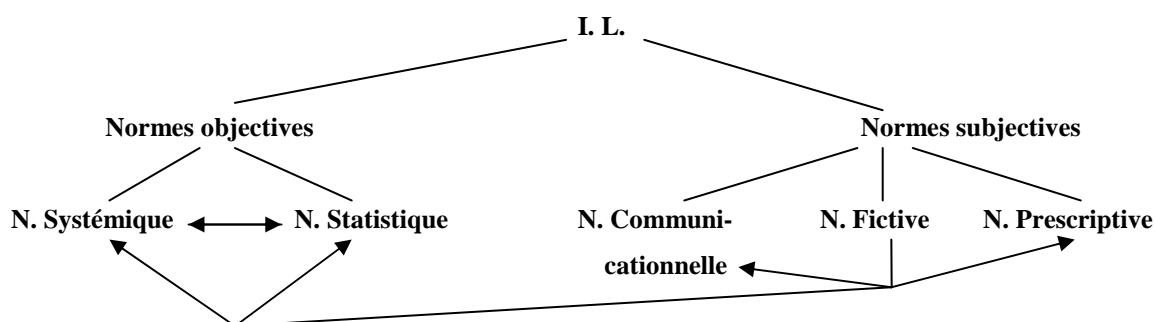 I. L.
Normes objectives
Normes subjectives
N. Systémique
N. Statistique
N. Communi-
cationnelle
N. Fictive
N. Prescriptive